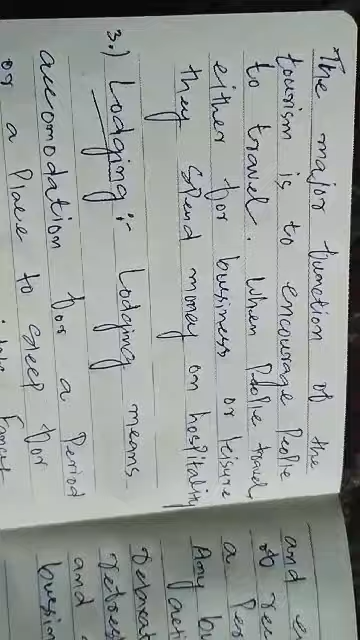 The major function of the
tourism is to encourage People
to travel. When People travel,
either for business or leisure
they spend money on hospitality
3.) Lodging:- Lodging means
accomodation for a Period
or a Place to sleep for
and
a
Any
and